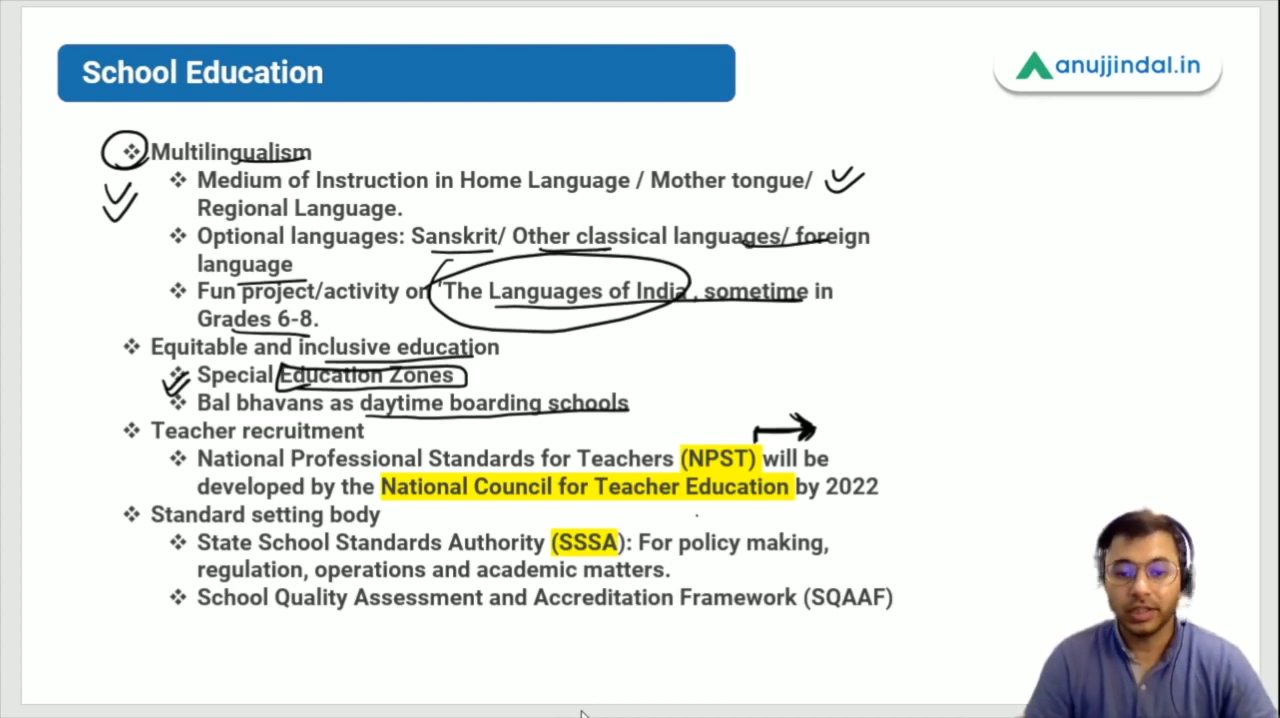 School Education
anujjindal.in
❖ Multilingualism
❖ Medium of Instruction in Home Language / Mother tongue/
Regional Language.
❖ Optional languages: Sanskrit/ Other classical languages/ foreign
language
❖ Fun project/activity on 'The Languages of India', sometime in
Grades 6-8.
❖ Equitable and inclusive education
❖ Special Education Zones
❖ Bal bhavans as daytime boarding schools
❖ Teacher recruitment
❖ National Professional Standards for Teachers (NPST) will be
developed by the National Council for Teacher Education by 2022
❖ Standard setting body
❖ State School Standards Authority (SSSA): For policy making,
regulation, operations and academic matters.
❖ School Quality Assessment and Accreditation Framework (SQAAF)